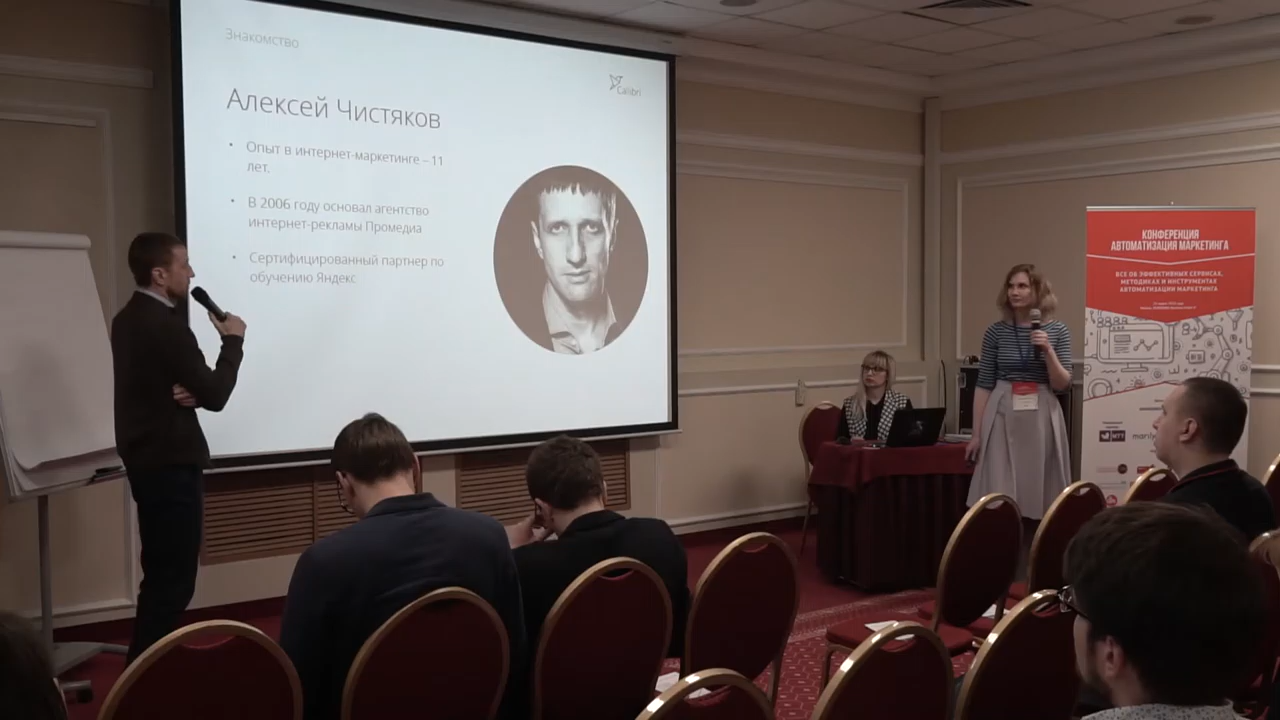 Знакомство
Calibri
Алексей Чистяков
• Опыт в интернет-маркетинге – 11
лет.
• В 2006 году основал агентство
интернет-рекламы Промедиа
• Сертифицированный партнер по
обучению Яндекс
КОНФЕРЕНЦИЯ
АВТОМАТИЗАЦИЯ МАРКЕТИНГА
ВСЕ ОБ ЭФФЕКТИВНЫХ СЕРВИСАХ,
МЕТОДИКАХ И ИНСТРУМЕНТАХ
АВТОМАТИЗАЦИИ МАРКЕТИНГА
МТТ